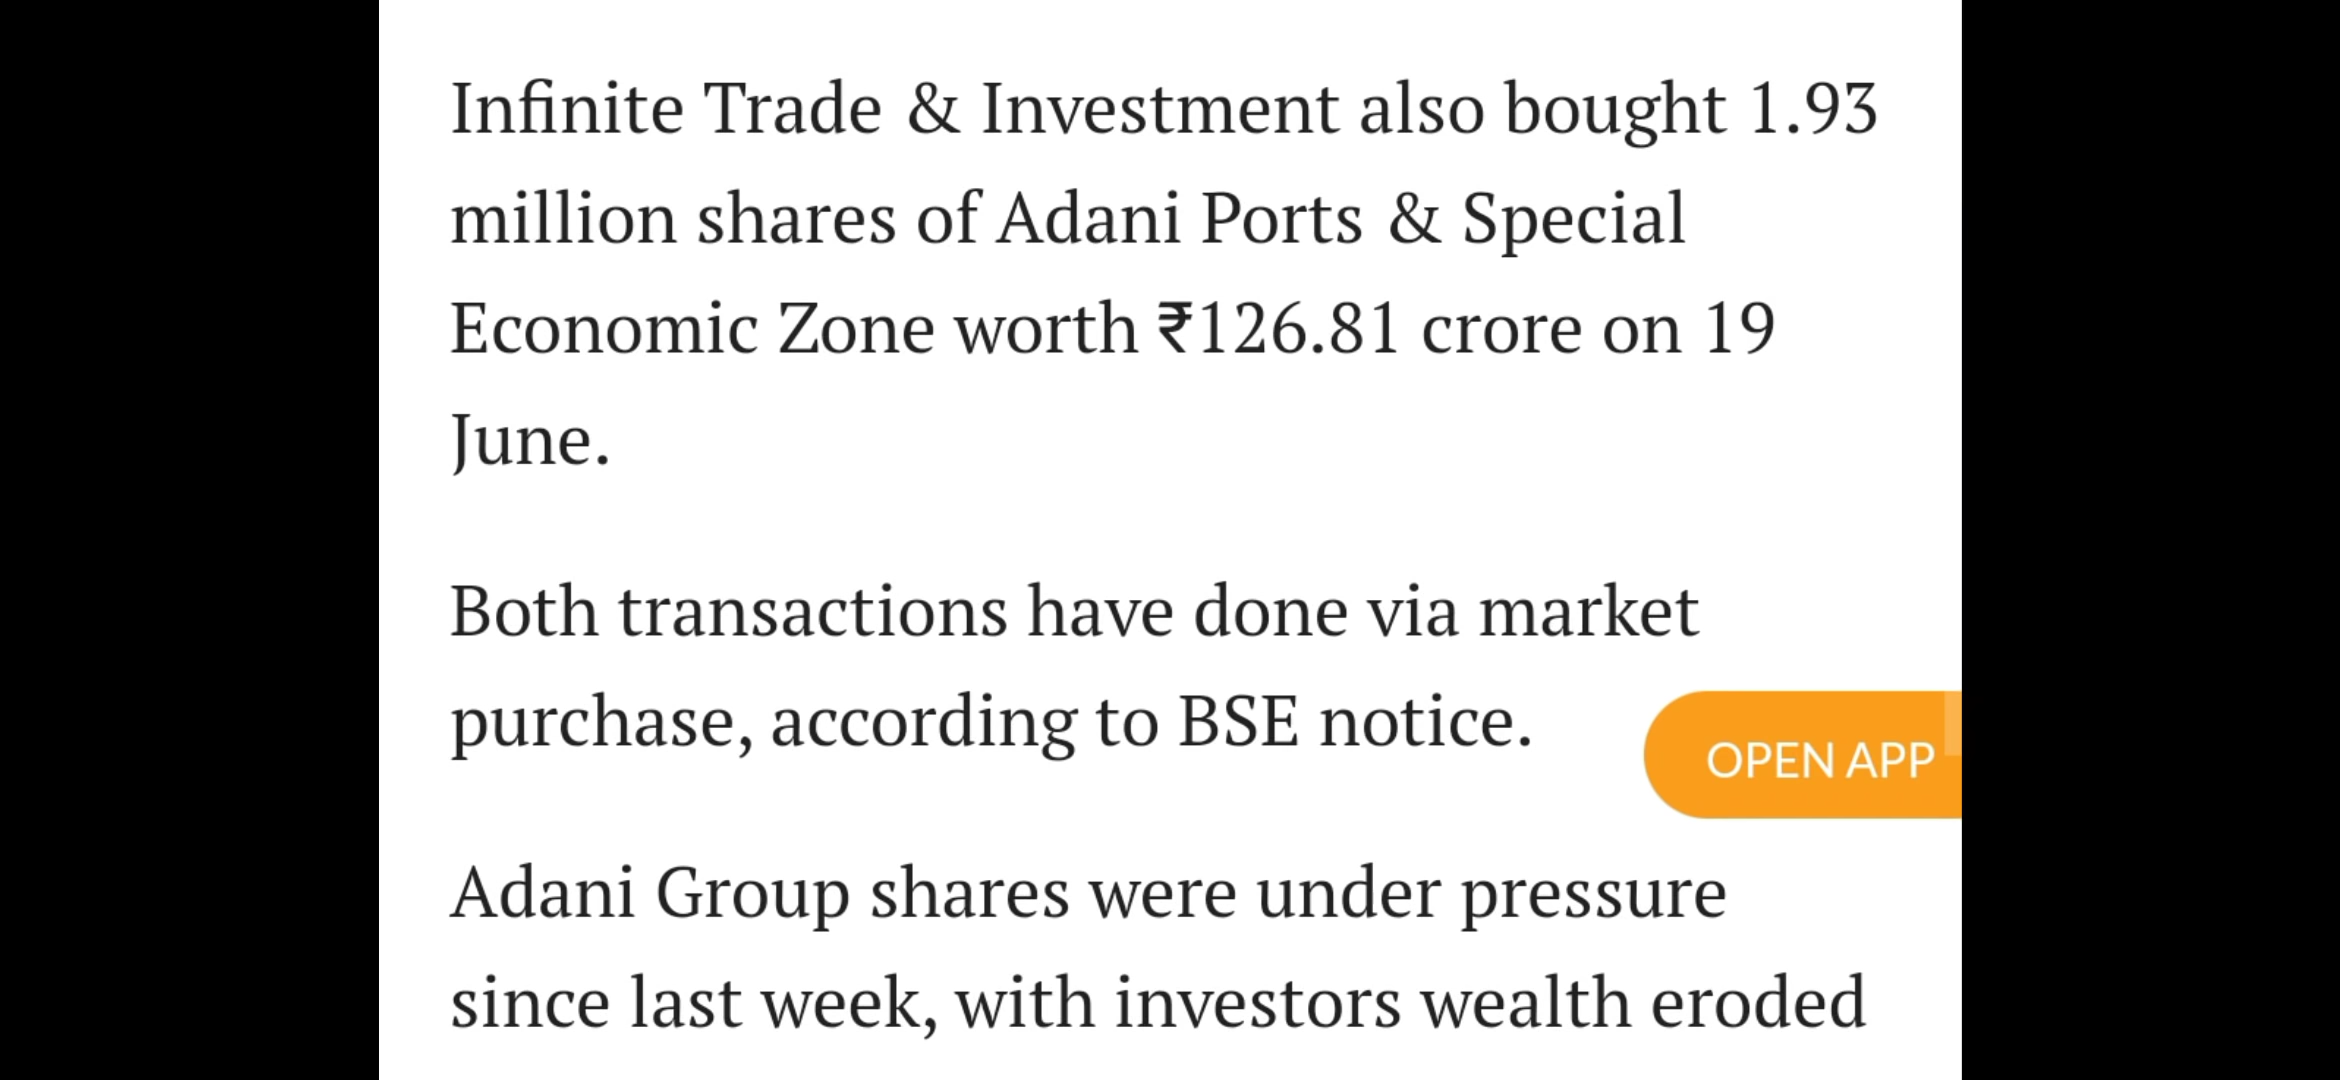 Infinite Trade & Investment also bought 1.93
million shares of Adani Ports & Special
Economic Zone worth ₹126.81 crore on 19
June.
Both transactions have done via market
purchase, according to BSE notice.
OPEN APP
Adani Group shares were under pressure
since last week, with investors wealth eroded